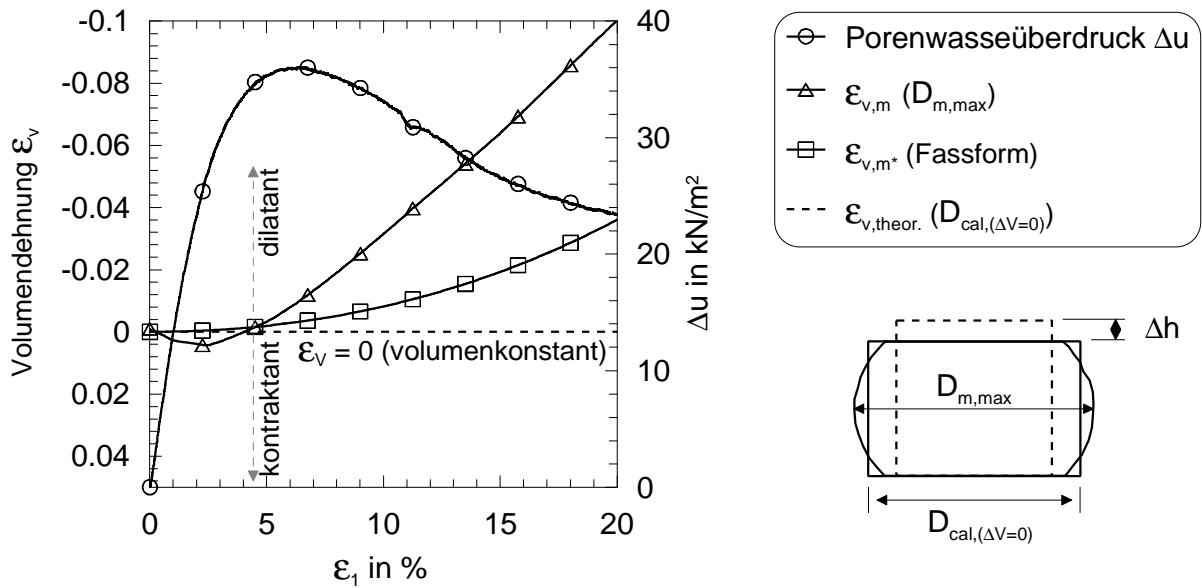 -0.1
-0.08
-0.06
-0.04
-0.02
0
0.02
0.04
Volumendehnung εv
40
30
20
10
0
Δu in kN/m²
dilatant
kontraktant
εV = 0 (volumenkonstant)
0 5 10 15 20
ε1 in %
Porenwasseüberdruck Δu
εv,m (Dm,max)
εv,m* (Fassform)
εv,theor. (Dcal,(ΔV=0))
Δh
Dm,max
Dcal,(ΔV=0)